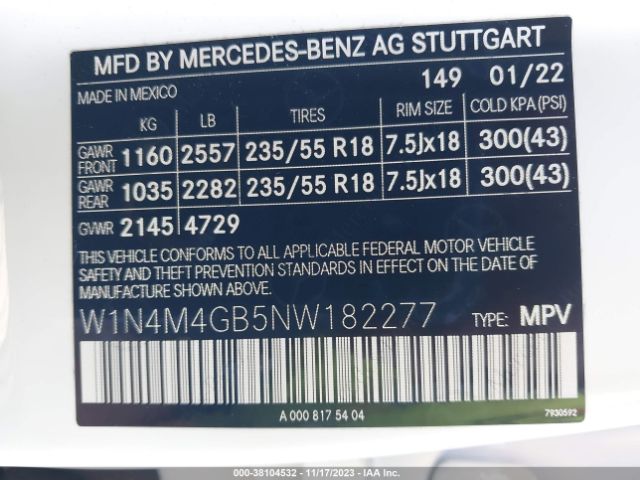 MFD BY MERCEDES-BENZ AG STUTTGART
MADE IN MEXICO 149 01/22
KG LB TIRES RIM SIZE COLD KPA(PSI)
GAWR FRONT 1160 2557 235/55 R18 7.5Jx18 300(43)
GAWR REAR 1035 2282 235/55 R18 7.5Jx18 300(43)
GVWR 2145 4729
THIS VEHICLE CONFORMS TO ALL APPLICABLE FEDERAL MOTOR VEHICLE
SAFETY AND THEFT PREVENTION STANDARDS IN EFFECT ON THE DATE OF
MANUFACTURE SHOWN ABOVE.
W1N4M4GB5NW182277 TYPE: MPV
A 000 817 54 04 7930592
000-38104532 - 11/17/2023 - IAA Inc.